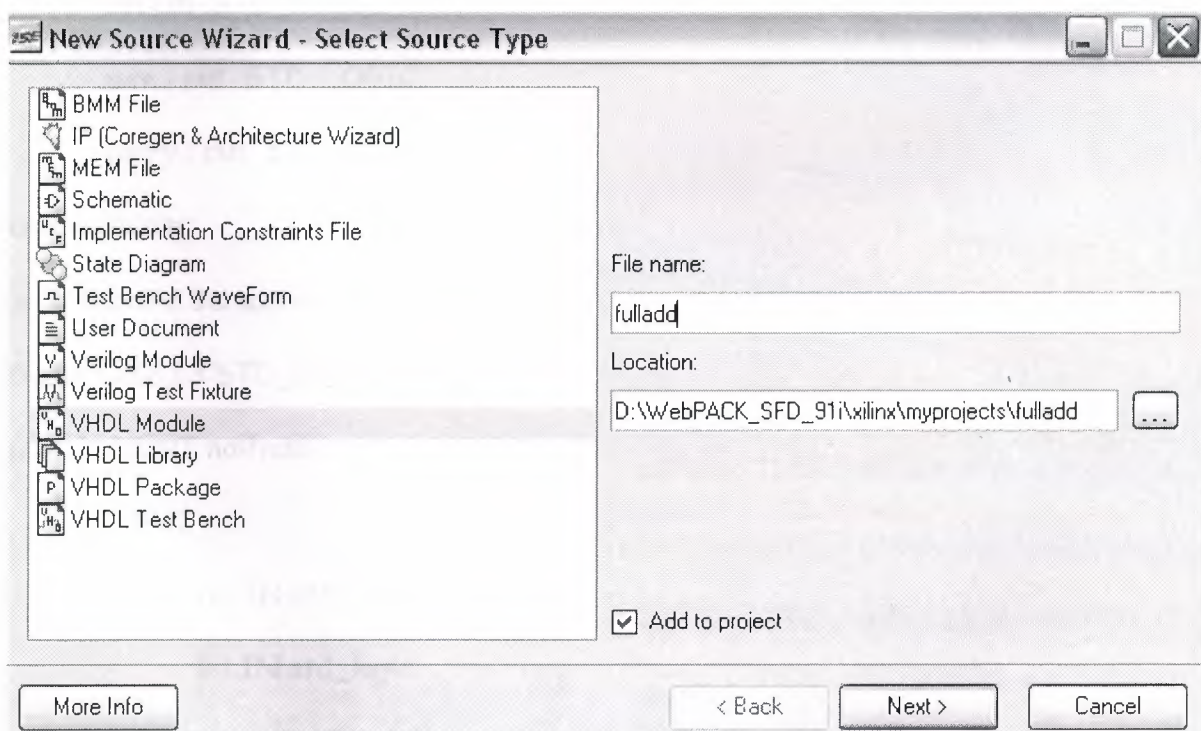 New Source Wizard - Select Source Type
BMM File
IP (Coregen & Architecture Wizard)
MEM File
Schematic
Implementation Constraints File
State Diagram
Test Bench WaveForm
User Document
Verilog Module
Verilog Test Fixture
VHDL Module
VHDL Library
VHDL Package
VHDL Test Bench
File name:
fulladd
Location:
D:\WebPACK_SFD_91i\xilinx\myprojects\fulladd
...
Add to project
More Info
< Back
Next >
Cancel